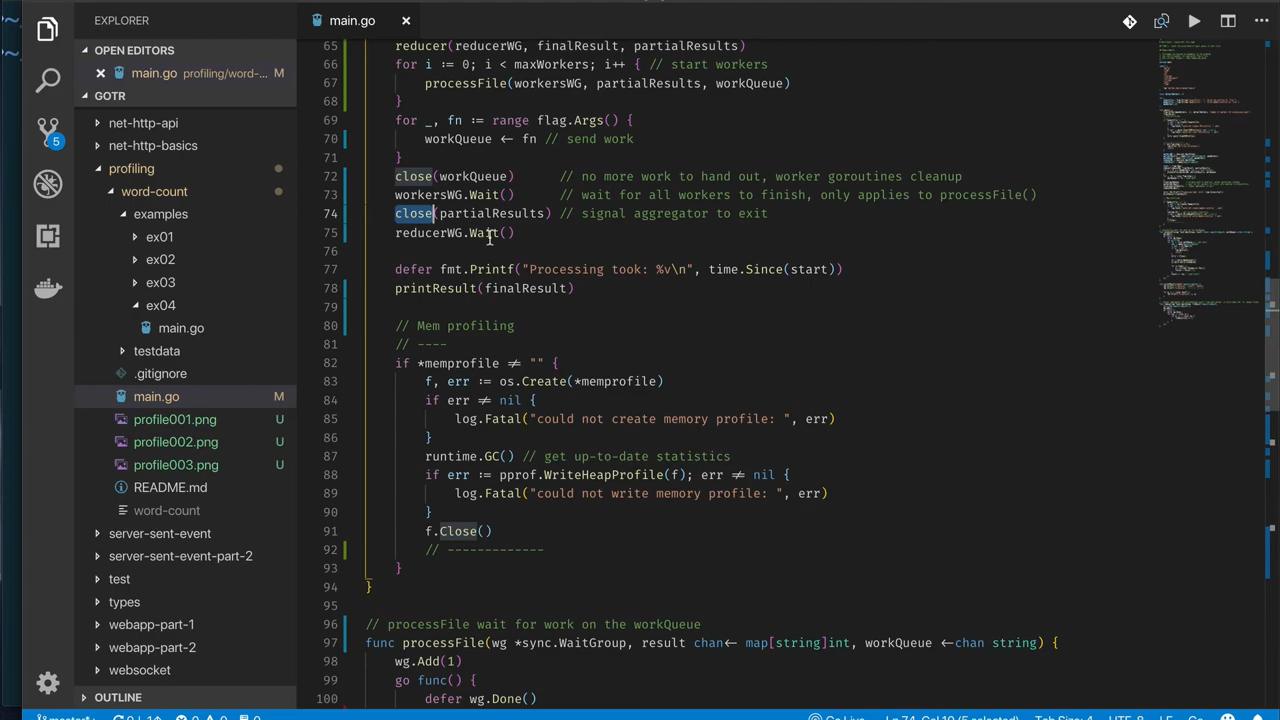 EXPLORER
OPEN EDITORS
main.go profiling/word-... M
GOTR
net-http-api
net-http-basics
profiling
word-count
examples
ex01
ex02
ex03
ex04
main.go
testdata
.gitignore
main.go M
profile001.png U
profile002.png U
profile003.png U
README.md
word-count
server-sent-event
server-sent-event-part-2
test
types
webapp-part-1
webapp-part-2
websocket
OUTLINE
5
main.go
65 reducer(reducerWG, finalResult, partialResults)
66 for i := 0; i < maxWorkers; i++ { // start workers
67 processFile(workersWG, partialResults, workQueue)
68 }
69 for _, fn := range flag.Args() {
70 workQueue <- fn // send work
71 }
72 close(workQueue) // no more work to hand out, worker goroutines cleanup
73 workersWG.Wait() // wait for all workers to finish, only applies to processFile()
74 close(partialResults) // signal aggregator to exit
75 reducerWG.Wait()
76
77 defer fmt.Printf("Processing took: %v\n", time.Since(start))
78 printResult(finalResult)
79
80 // Mem profiling
81 // ----
82 if *memprofile != "" {
83 f, err := os.Create(*memprofile)
84 if err != nil {
85 log.Fatal("could not create memory profile: ", err)
86 }
87 runtime.GC() // get up-to-date statistics
88 if err := pprof.WriteHeapProfile(f); err != nil {
89 log.Fatal("could not write memory profile: ", err)
90 }
91 f.Close()
92 // -------------
93 }
94 }
95
96 // processFile wait for work on the workQueue
97 func processFile(wg *sync.WaitGroup, result chan<- map[string]int, workQueue <-chan string) {
98 wg.Add(1)
99 go func() {
100 defer wg.Done()